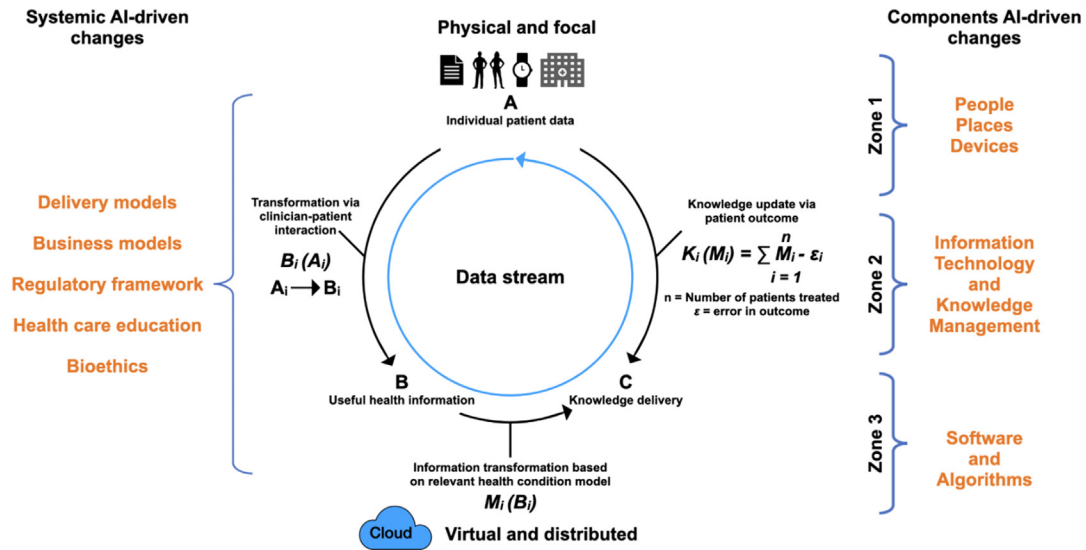 Systemic AI-driven
changes
Delivery models
Business models
Regulatory framework
Health care education
Bioethics
Physical and focal
A
Individual patient data
Transformation via
clinician-patient
interaction
Bi (Ai)
Ai → Bi
Data stream
Knowledge update via
patient outcome
n
Ki (Mi) = ∑ Mi - εi
i = 1
n = Number of patients treated
ε = error in outcome
B
Useful health information
C
Knowledge delivery
Information transformation based
on relevant health condition model
Mi (Bi)
Cloud
Virtual and distributed
Components AI-driven
changes
Zone 1
People
Places
Devices
Zone 2
Information
Technology
and
Knowledge
Management
Zone 3
Software
and
Algorithms